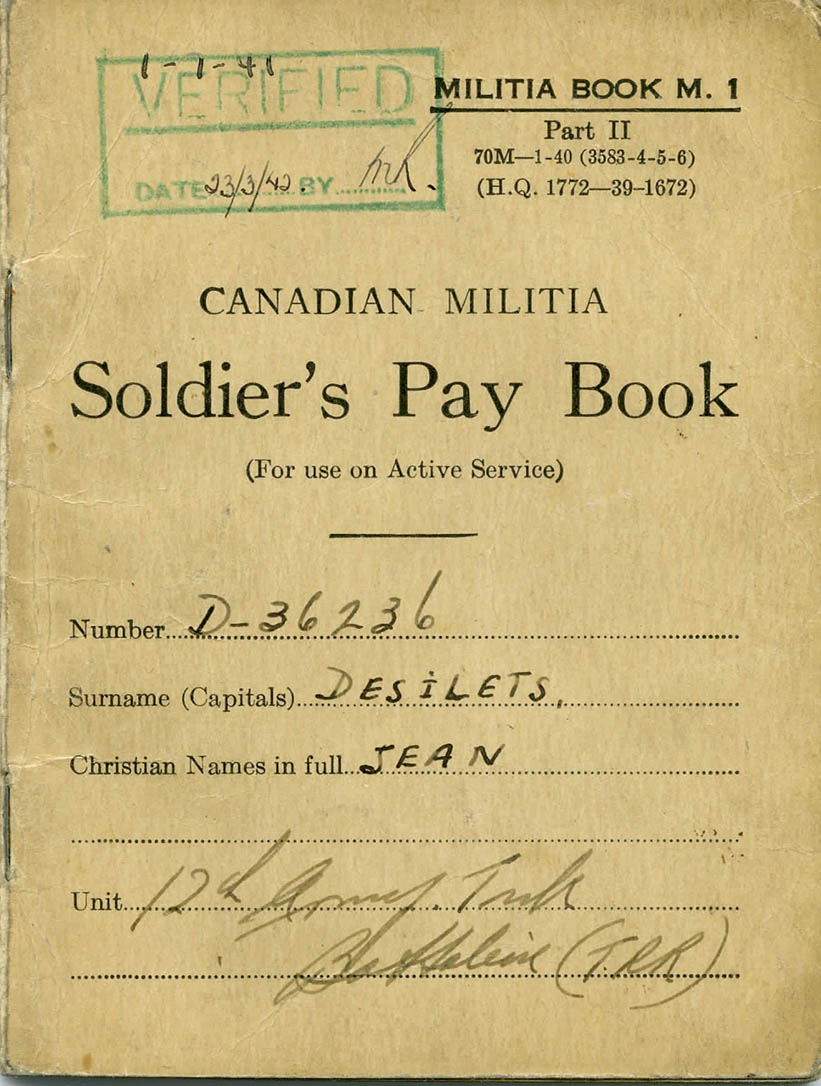 1-1-41
VERIFIED
DATE 23/3/42. BY
MILITIA BOOK M. 1
Part II
70M—1-40 (3583-4-5-6)
(H.Q. 1772—39-1672)
CANADIAN MILITIA
Soldier's Pay Book
(For use on Active Service)
Number D-36236
Surname (Capitals) DESILETS,
Christian Names in full JEAN
Unit 12th Army. Tank
Battalion (T.R.R)